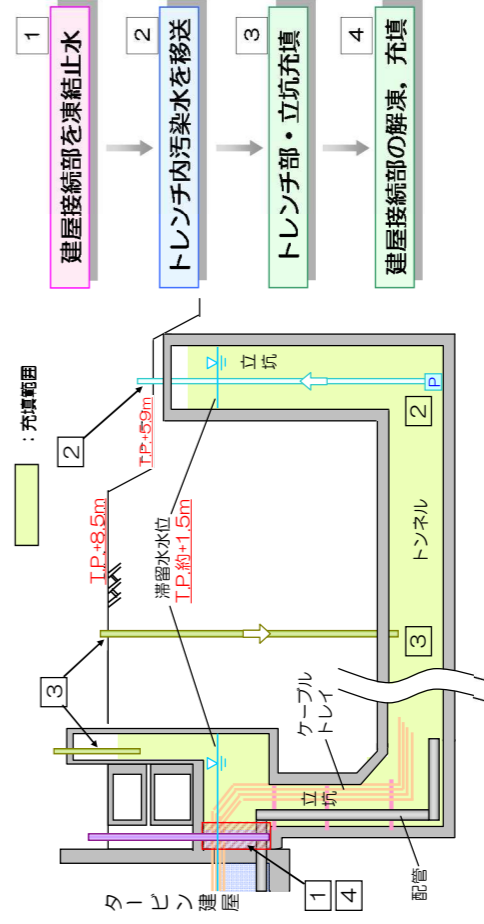 1
建屋接続部を凍結止水
2
トレンチ内汚染水を移送
3
トレンチ部・立坑充填
4
建屋接続部の解凍，充填
：充填範囲
3
2
T.P.+8.5m
T.P.+5.9m
滞留水水位
T.P.約+1.5m
立坑
ケーブル
トレイ
立坑
P
2
3
トンネル
タービン建屋
1
4
配管